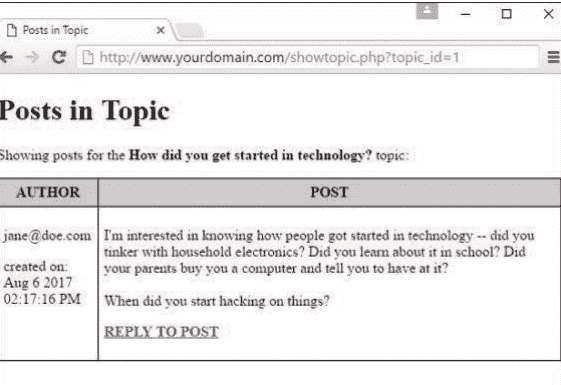 Posts in Topic
http://www.yourdomain.com/showtopic.php?topic_id=1
Posts in Topic
Showing posts for the How did you get started in technology? topic:
AUTHOR
POST
jane@doe.com
created on:
Aug 6 2017
02:17:16 PM
I'm interested in knowing how people got started in technology -- did you
tinker with household electronics? Did you learn about it in school? Did
your parents buy you a computer and tell you to have at it?
When did you start hacking on things?
REPLY TO POST